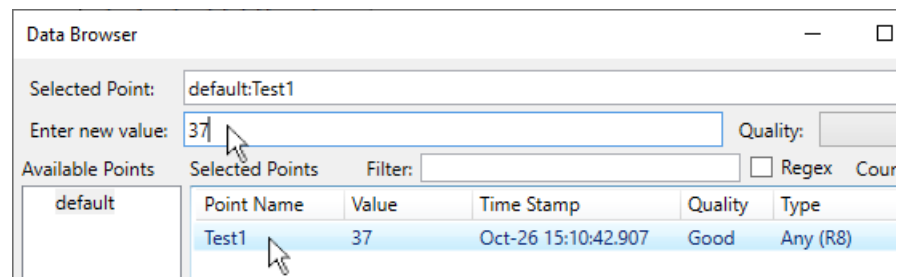 Data Browser
Selected Point: default:Test1
Enter new value: 37 Quality:
Available Points Selected Points Filter: Regex
default Point Name Value Time Stamp Quality Type
Test1 37 Oct-26 15:10:42.907 Good Any (R8)